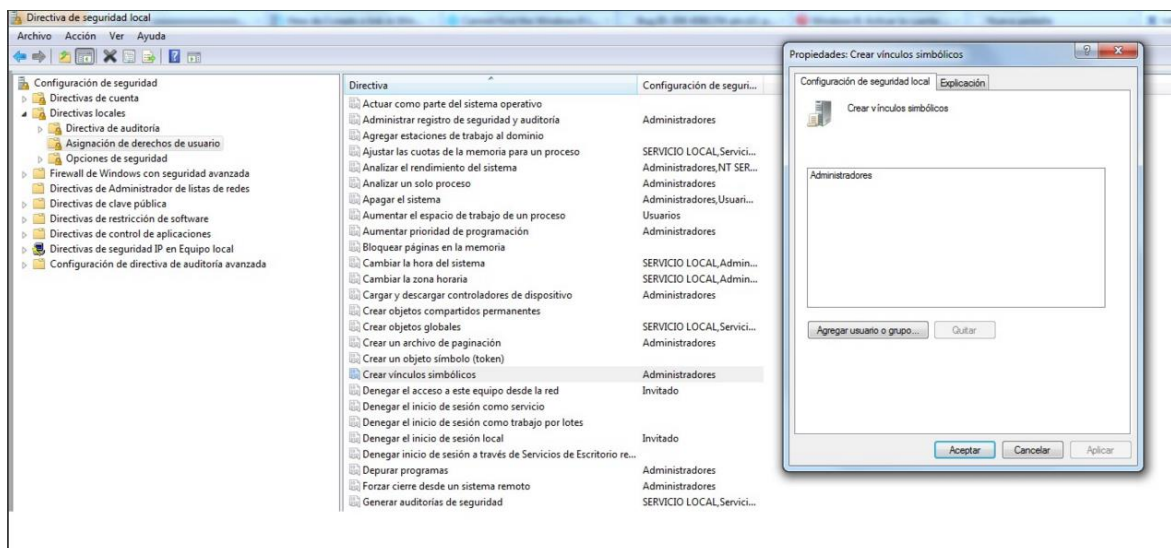 Directiva de seguridad local
Archivo Acción Ver Ayuda
Configuración de seguridad
Directivas de cuenta
Directivas locales
Directiva de auditoría
Asignación de derechos de usuario
Opciones de seguridad
Firewall de Windows con seguridad avanzada
Directivas de Administrador de listas de redes
Directivas de clave pública
Directivas de restricción de software
Directivas de control de aplicaciones
Directivas de seguridad IP en Equipo local
Configuración de directiva de auditoría avanzada
Directiva Configuración de seguri...
Actuar como parte del sistema operativo
Administrar registro de seguridad y auditoría Administradores
Agregar estaciones de trabajo al dominio
Ajustar las cuotas de la memoria para un proceso SERVICIO LOCAL,Servici...
Analizar el rendimiento del sistema Administradores,NT SER...
Analizar un solo proceso Administradores
Apagar el sistema Administradores,Usuari...
Aumentar el espacio de trabajo de un proceso Usuarios
Aumentar prioridad de programación Administradores
Bloquear páginas en la memoria
Cambiar la hora del sistema SERVICIO LOCAL,Admin...
Cambiar la zona horaria SERVICIO LOCAL,Admin...
Cargar y descargar controladores de dispositivo Administradores
Crear objetos compartidos permanentes
Crear objetos globales SERVICIO LOCAL,Servici...
Crear un archivo de paginación Administradores
Crear un objeto símbolo (token)
Crear vínculos simbólicos Administradores
Denegar el acceso a este equipo desde la red Invitado
Denegar el inicio de sesión como servicio
Denegar el inicio de sesión como trabajo por lotes
Denegar el inicio de sesión local Invitado
Denegar inicio de sesión a través de Servicios de Escritorio re...
Depurar programas Administradores
Forzar cierre desde un sistema remoto Administradores
Generar auditorías de seguridad SERVICIO LOCAL,Servici...
Propiedades: Crear vínculos simbólicos
Configuración de seguridad local Explicación
Crear vínculos simbólicos
Administradores
Agregar usuario o grupo... Quitar
Aceptar Cancelar Aplicar